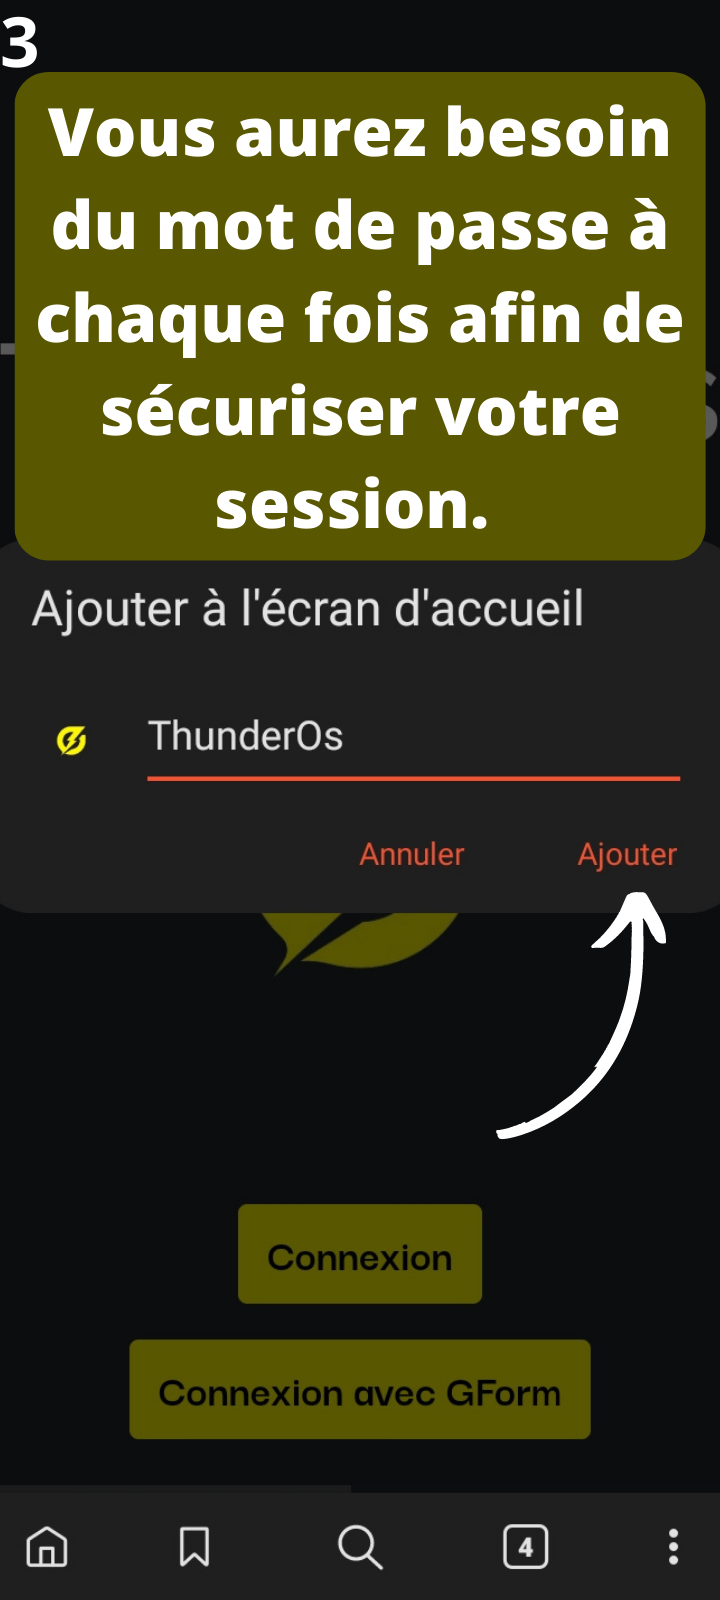 3
Vous aurez besoin
du mot de passe à
chaque fois afin de
sécuriser votre
session.
Ajouter à l'écran d'accueil
ThunderOs
Annuler
Ajouter
Connexion
Connexion avec GForm
4